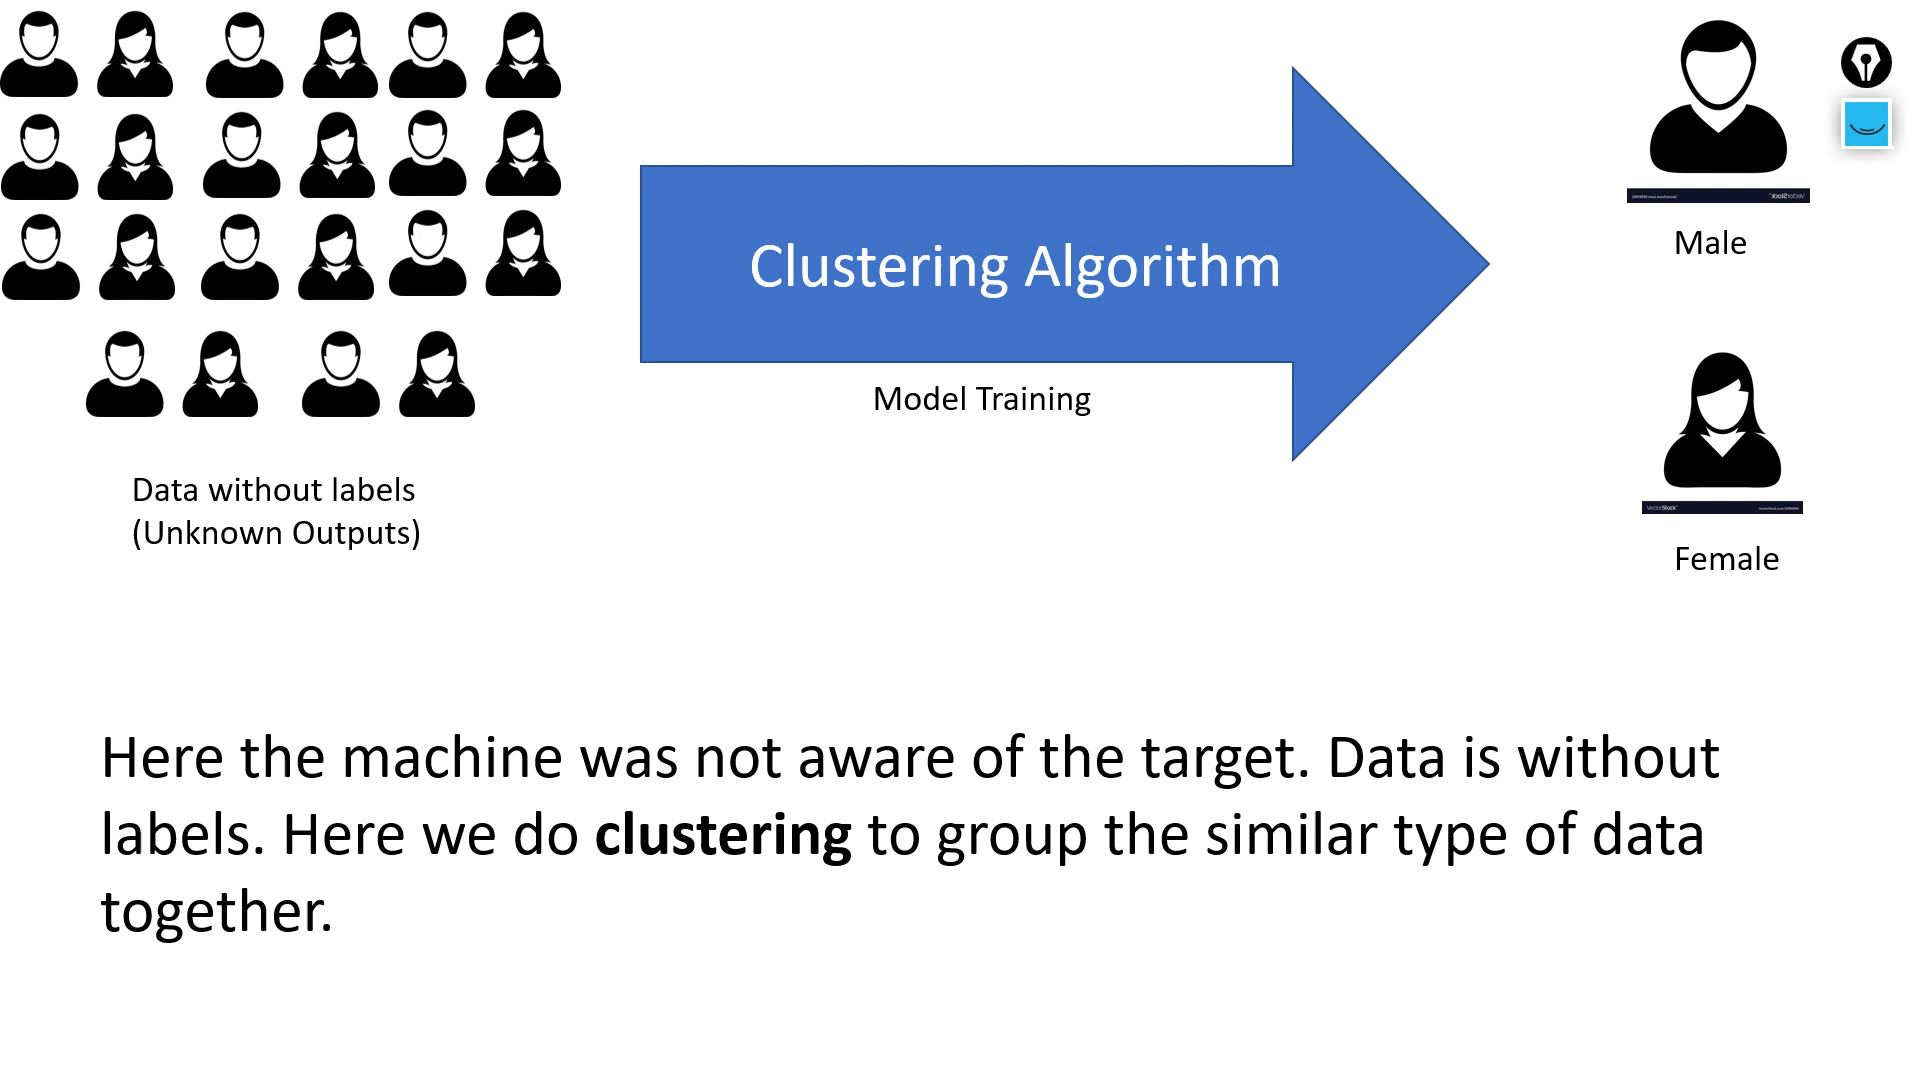 Clustering Algorithm
Model Training
Data without labels
(Unknown Outputs)
Male
VectorStock®
Female
Here the machine was not aware of the target. Data is without
labels. Here we do clustering to group the similar type of data
together.